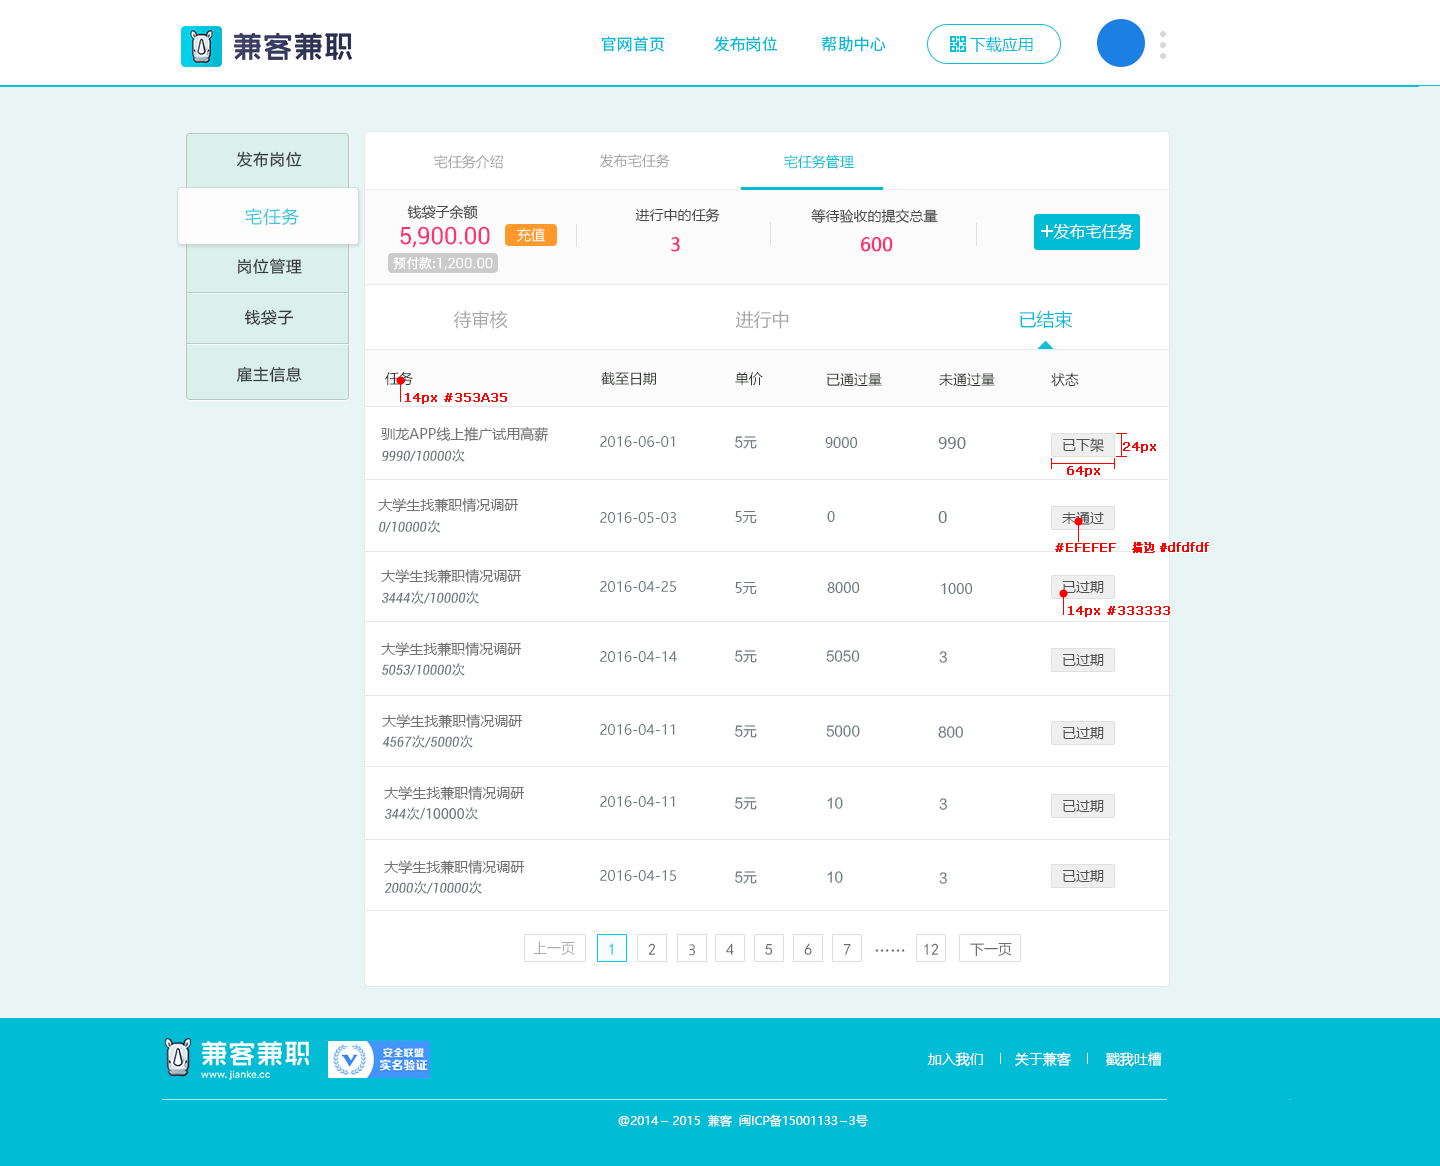 兼客兼职
官网首页
发布岗位
帮助中心
下载应用
发布岗位
宅任务
岗位管理
钱袋子
雇主信息
宅任务介绍
发布宅任务
宅任务管理
钱袋子余额
5,900.00
充值
预付款:1,200.00
进行中的任务
3
等待验收的提交总量
600
+发布宅任务
待审核
进行中
已结束
任务
截至日期
单价
已通过量
未通过量
状态
14px #353A35
驯龙APP线上推广试用高薪
9990/10000次
2016-06-01
5元
9000
990
已下架
24px
64px
大学生找兼职情况调研
0/10000次
2016-05-03
5元
0
0
未通过
#EFEFEF 描边 #dfdfdf
大学生找兼职情况调研
3444次/10000次
2016-04-25
5元
8000
1000
已过期
14px #333333
大学生找兼职情况调研
5053/10000次
2016-04-14
5元
5050
3
已过期
大学生找兼职情况调研
4567次/5000次
2016-04-11
5元
5000
800
已过期
大学生找兼职情况调研
344次/10000次
2016-04-11
5元
10
3
已过期
大学生找兼职情况调研
2000次/10000次
2016-04-15
5元
10
3
已过期
上一页 1 2 3 4 5 6 7 …… 12 下一页
兼客兼职
www.jianke.cc
安全联盟
实名验证
加入我们
关于兼客
戳我吐槽
@2014－2015 兼客 闽ICP备15001133－3号